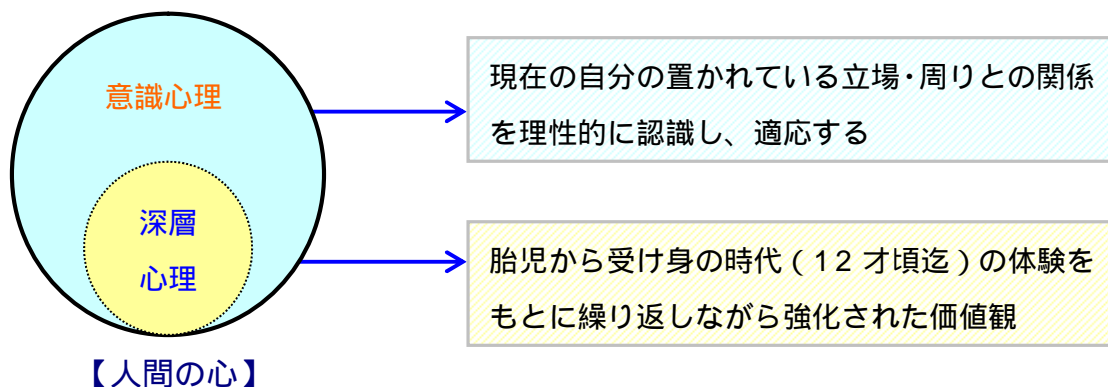 意識心理
現在の自分の置かれている立場・周りとの関係
を理性的に認識し、適応する
深層
心理
胎児から受け身の時代（12才頃迄）の体験を
もとに繰り返しながら強化された価値観
【人間の心】